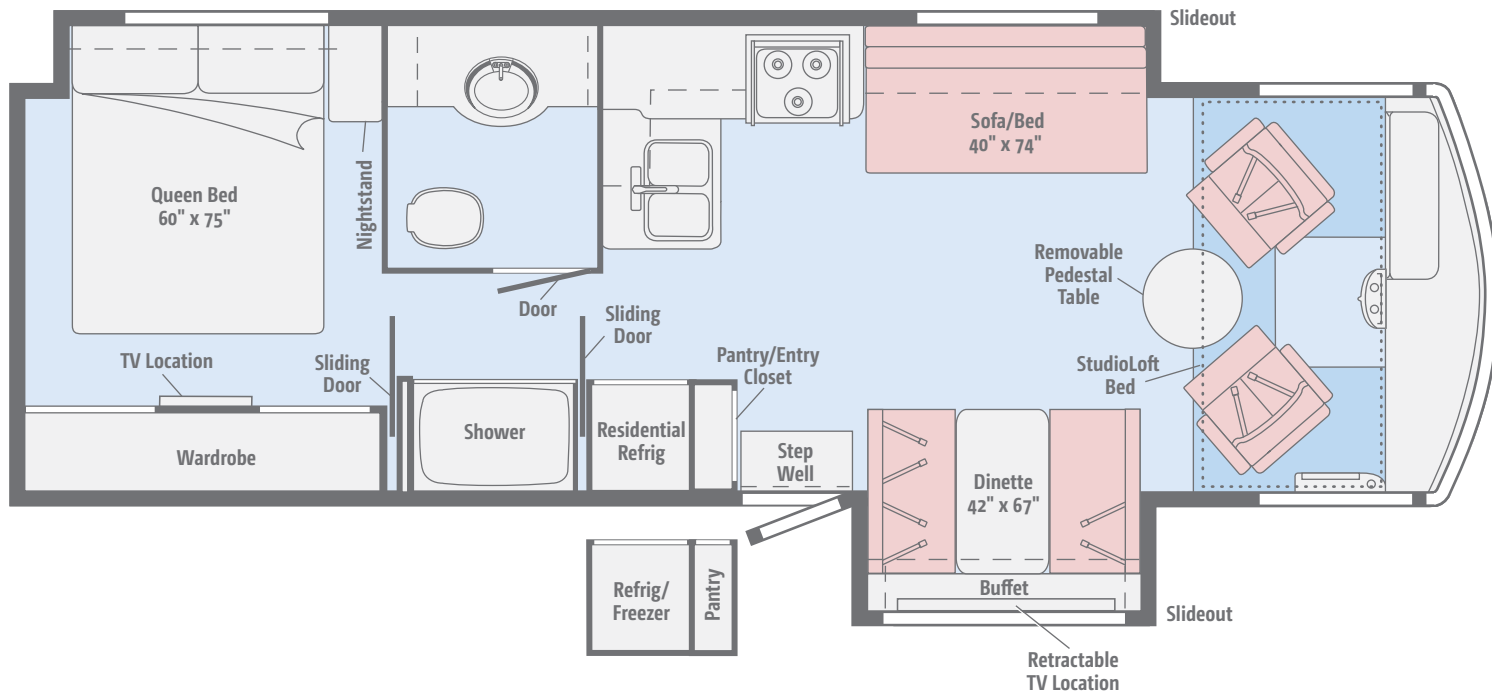 Slideout
Sofa/Bed
40" x 74"
Queen Bed
60" x 75"
Nightstand
Removable
Pedestal
Table
Door
Sliding
Door
TV Location
Sliding
Door
Pantry/Entry
Closet
StudioLoft
Bed
Wardrobe
Shower
Residential
Refrig
Step
Well
Dinette
42" x 67"
Refrig/
Freezer
Pantry
Buffet
Slideout
Retractable
TV Location